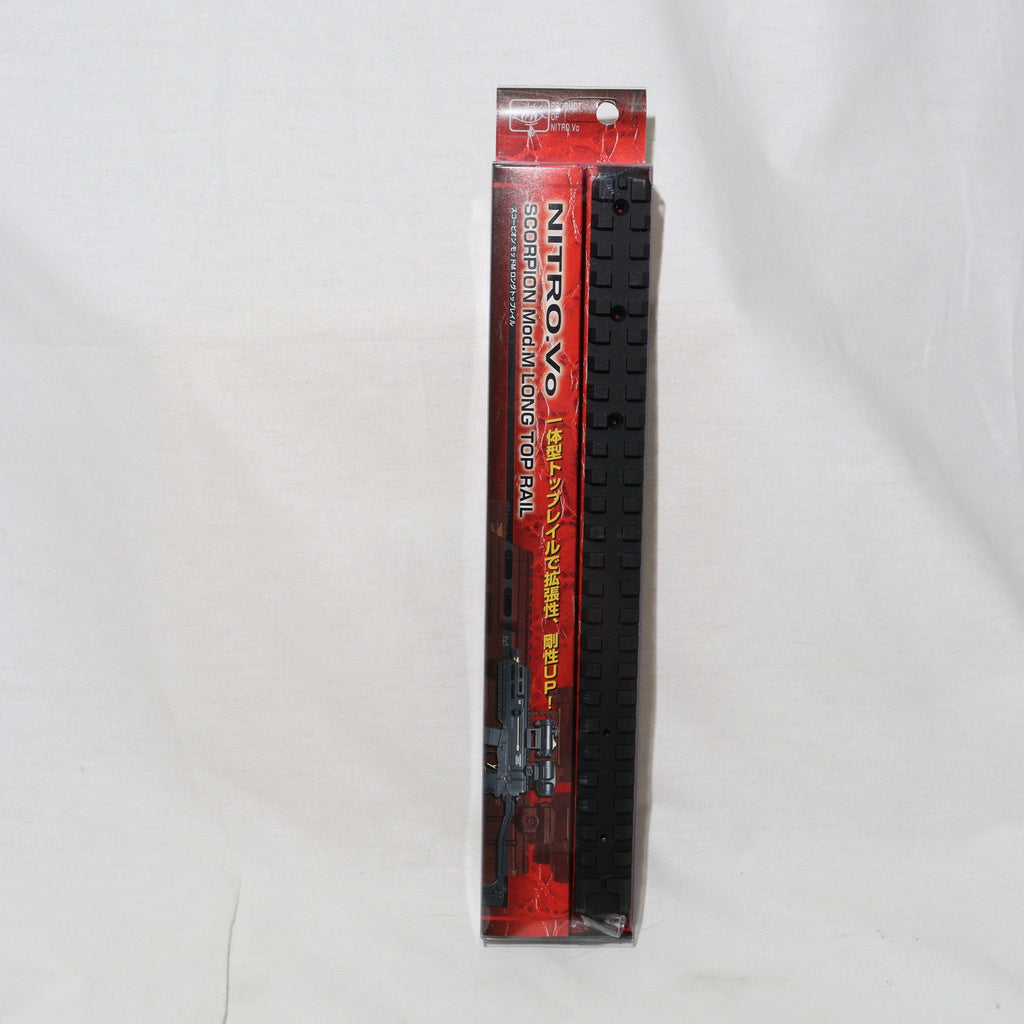 PRODUCT
OF
NITRO.Vo
NITRO.Vo
SCORPION Mod.M LONG TOP RAIL
スコーピオン モッドM ロングトップレイル
一体型トップレイルで拡張性、剛性UP！